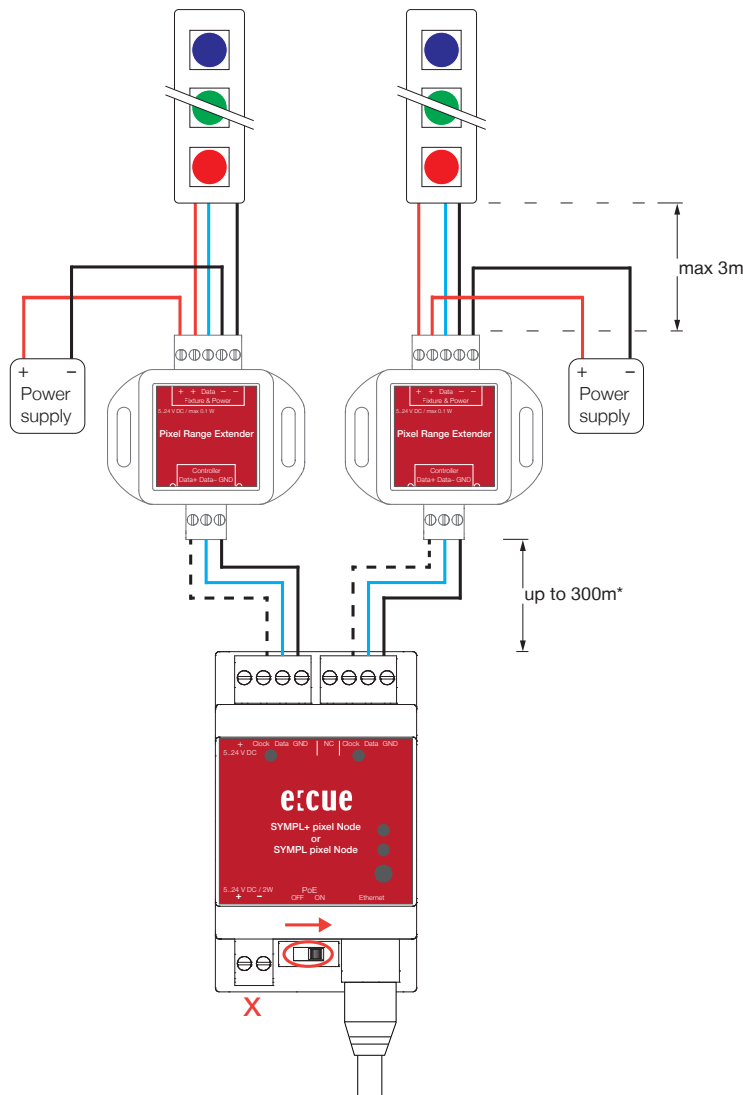 max 3m
+ −
Power
supply
+ + Data − −
Fixture & Power
5..24 V DC / max 0.1 W
Pixel Range Extender
Controller
Data+ Data− GND
+ + Data − −
Fixture & Power
5..24 V DC / max 0.1 W
Pixel Range Extender
Controller
Data+ Data− GND
+ −
Power
supply
up to 300m*
+ Clock Data GND NC Clock Data GND
5..24 V DC
e:cue
SYMPL+ pixel Node
or
SYMPL pixel Node
5..24 V DC / 2W
+ −
PoE
OFF ON
Ethernet
X